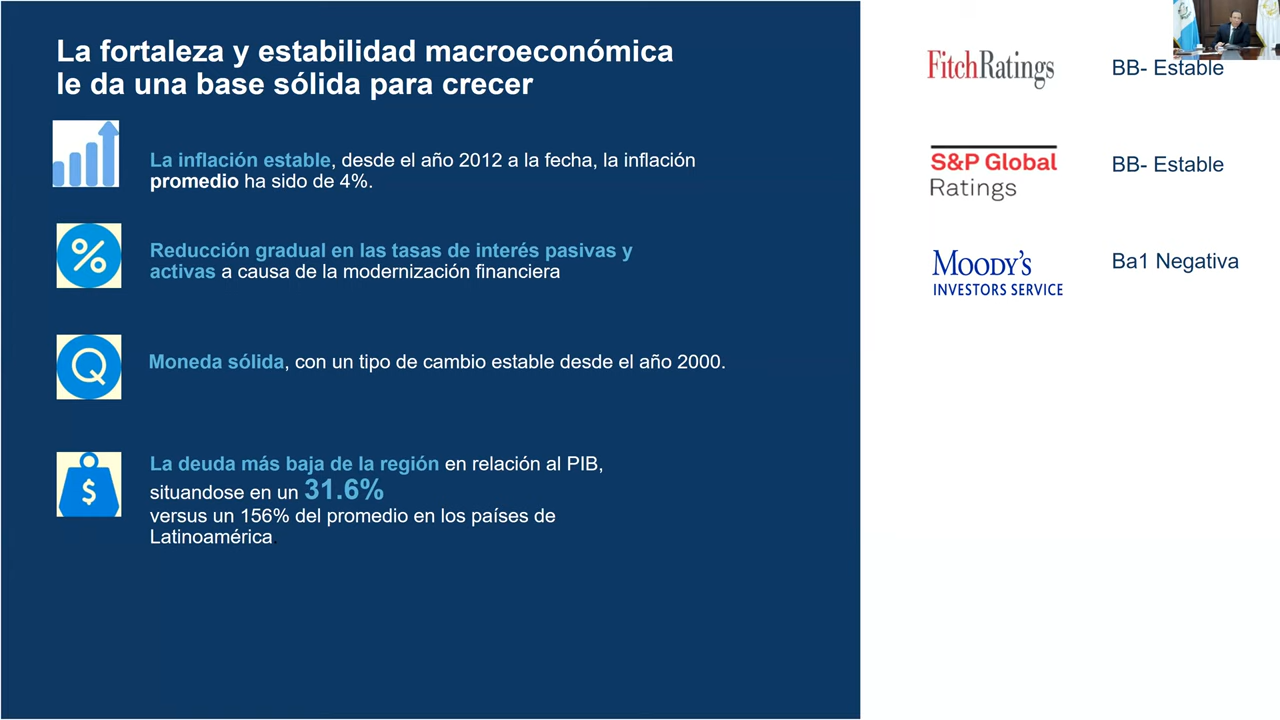 La fortaleza y estabilidad macroeconómica
le da una base sólida para crecer
La inflación estable, desde el año 2012 a la fecha, la inflación
promedio ha sido de 4%.
%
Reducción gradual en las tasas de interés pasivas y
activas a causa de la modernización financiera
Q
Moneda sólida, con un tipo de cambio estable desde el año 2000.
$
La deuda más baja de la región en relación al PIB,
situandose en un 31.6%
versus un 156% del promedio en los países de
Latinoamérica.
FitchRatings
BB- Estable
S&P Global
Ratings
BB- Estable
MOODY'S
INVESTORS SERVICE
Ba1 Negativa